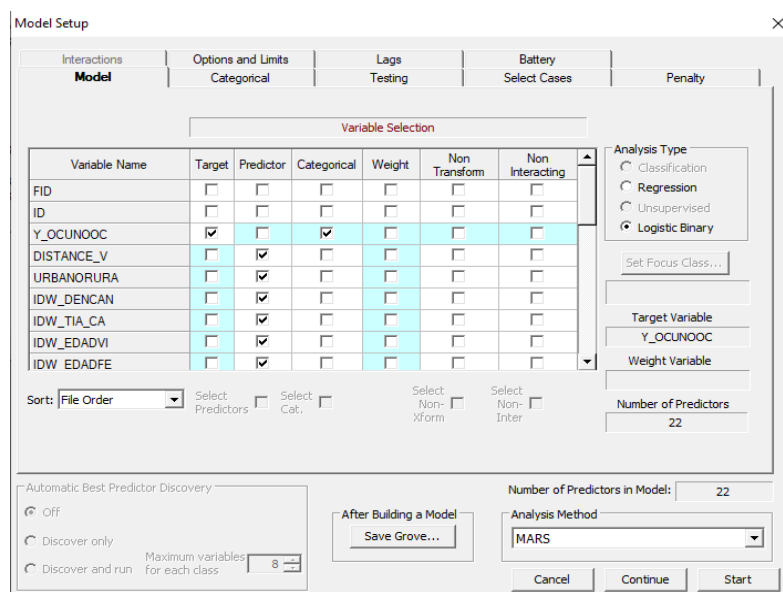 Model Setup
Interactions Options and Limits Lags Battery
Model Categorical Testing Select Cases Penalty
Variable Selection
Variable Name Target Predictor Categorical Weight Non Transform Non Interacting
FID
ID
Y_OCUNOOC
DISTANCE_V
URBANORURA
IDW_DENCAN
IDW_TIA_CA
IDW_EDADVI
IDW_EDADFE
Analysis Type
Classification
Regression
Unsupervised
Logistic Binary
Set Focus Class...
Target Variable
Y_OCUNOOC
Weight Variable
Number of Predictors
22
Sort: File Order
Select Predictors
Select Cat.
Select Non-Xform
Select Non-Inter
Automatic Best Predictor Discovery
Off
Discover only
Discover and run
Maximum variables for each class 8
After Building a Model
Save Grove...
Number of Predictors in Model: 22
Analysis Method
MARS
Cancel Continue Start